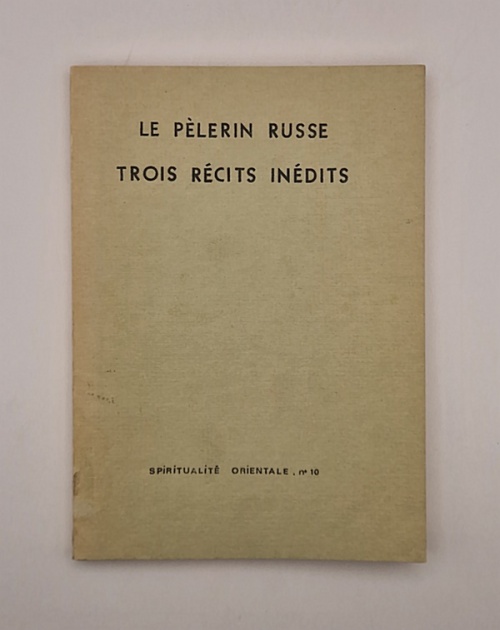 LE PÈLERIN RUSSE
TROIS RÉCITS INÉDITS
SPIRITUALITÉ ORIENTALE . nº 10